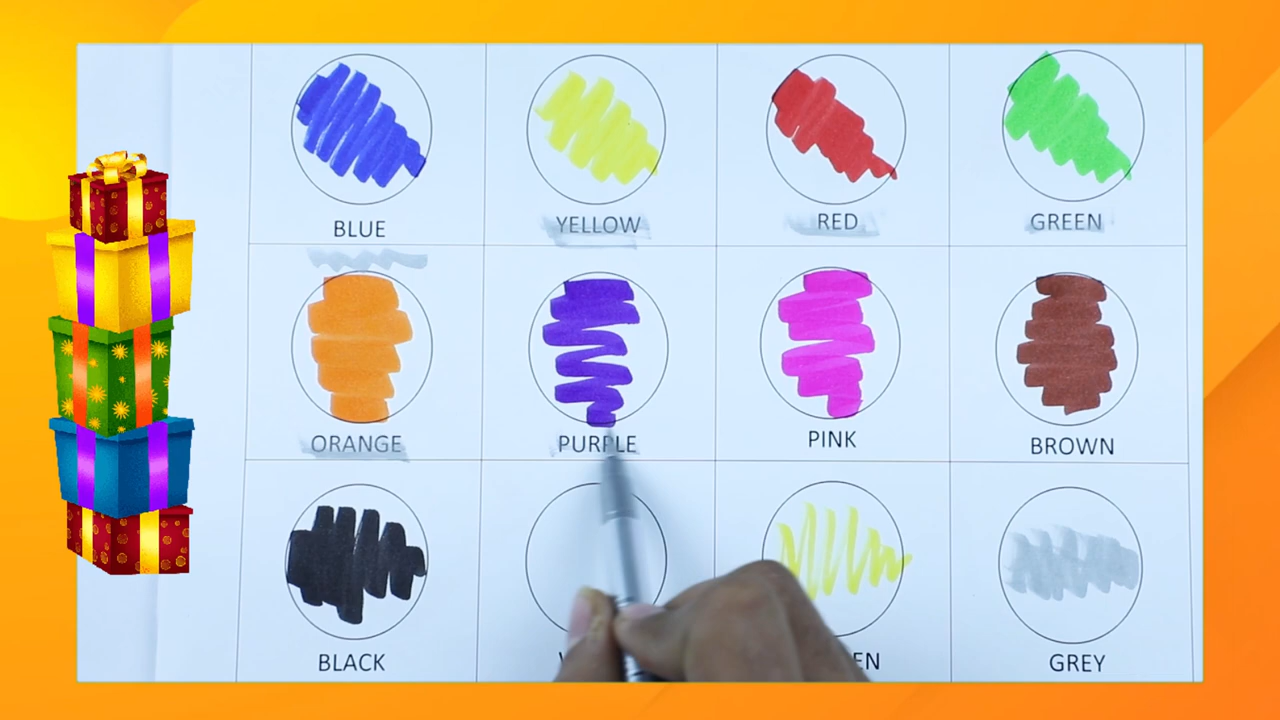 BLUE YELLOW RED GREEN
ORANGE PURPLE PINK BROWN
BLACK GREY